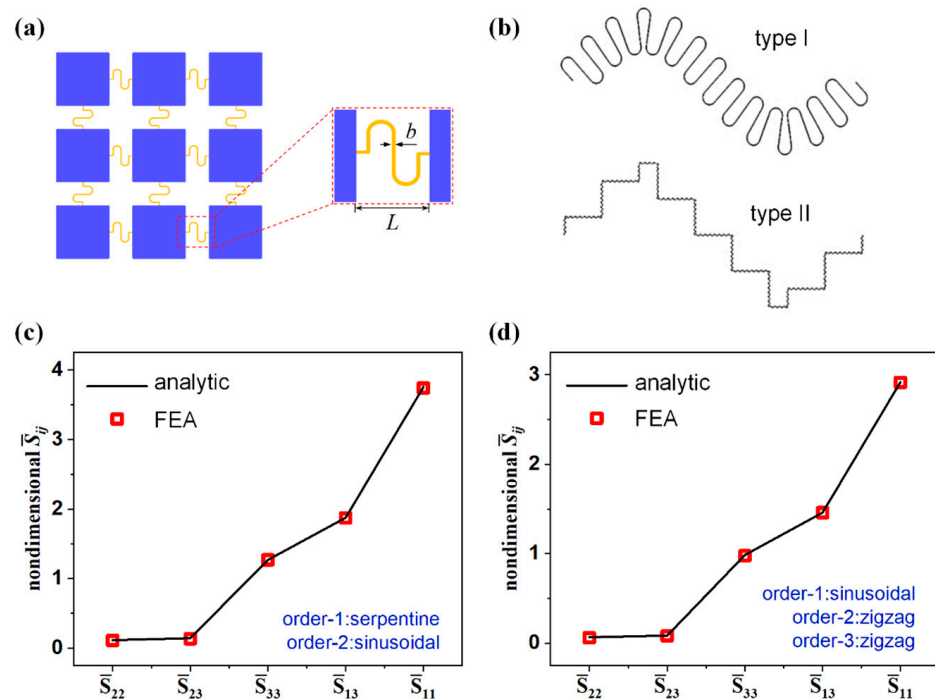 (a)
b
L
(b)
type I
type II
(c)
nondimensional S̅ij
4
3
2
1
0
analytic
FEA
order-1:serpentine
order-2:sinusoidal
S̅22
S̅23
S̅33
S̅13
S̅11
(d)
nondimensional S̅ij
3
2
1
0
analytic
FEA
order-1:sinusoidal
order-2:zigzag
order-3:zigzag
S̅22
S̅23
S̅33
S̅13
S̅11